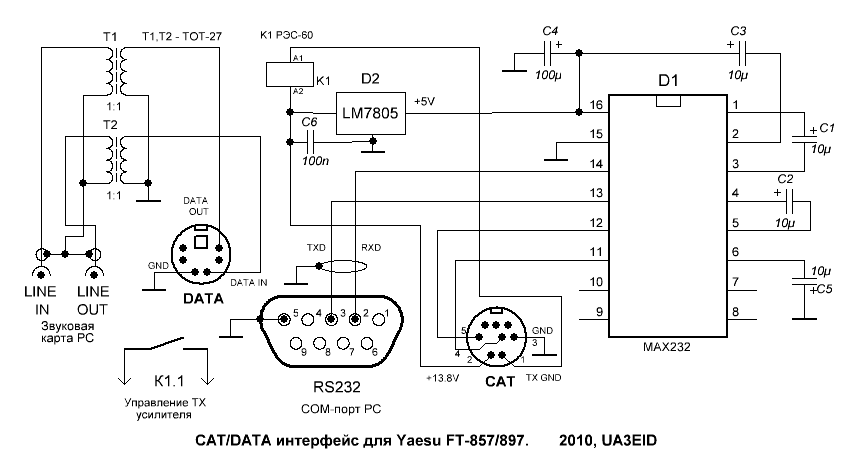 T1
T1,T2 - TOT-27
K1 РЭС-60
C4
C3
A1
K1
A2
D2
100µ
10µ
D1
1:1
LM7805
+5V
T2
C6
100n
16
1
15
2
C1
10µ
14
3
1:1
13
4
C2
DATA
OUT
12
5
10µ
TXD
RXD
11
6
GND
DATA IN
DATA
10µ
C5
LINE
IN
LINE
OUT
10
7
9
8
Звуковая
карта PC
5
4
3
2
1
9
8
7
6
5
GND
4
3
2
1
MAX232
K1.1
RS232
+13.8V
CAT
TX GND
Управление TX
усилителя
COM-порт PC
CAT/DATA интерфейс для Yaesu FT-857/897. 2010, UA3EID